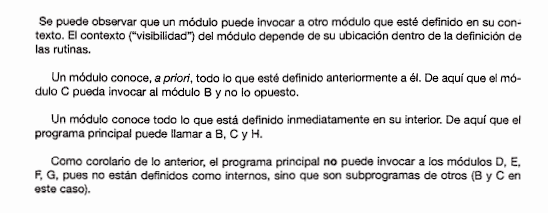 Se puede observar que un módulo puede invocar a otro módulo que esté definido en su con-
texto. El contexto ("visibilidad") del módulo depende de su ubicación dentro de la definición de
las rutinas.
Un módulo conoce, a priori, todo lo que esté definido anteriormente a él. De aquí que el mó-
dulo C pueda invocar al módulo B y no lo opuesto.
Un módulo conoce todo lo que está definido inmediatamente en su interior. De aquí que el
programa principal puede llamar a B, C y H.
Como corolario de lo anterior, el programa principal no puede invocar a los módulos D, E,
F, G, pues no están definidos como internos, sino que son subprogramas de otros (B y C en
este caso).